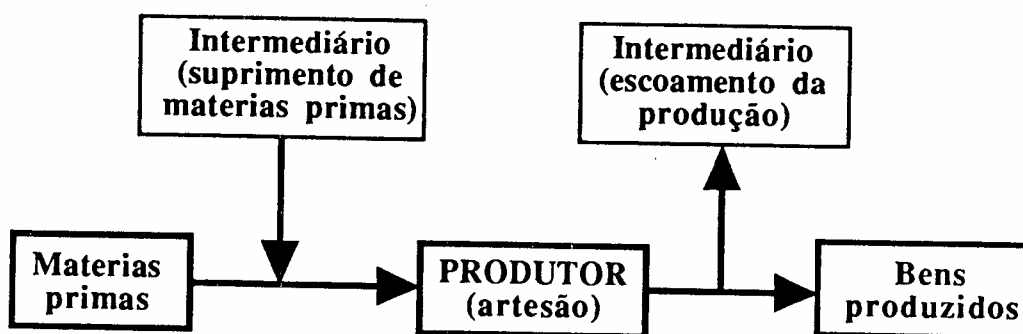 Intermediário
(suprimento de
materias primas)
Intermediário
(escoamento da
produção)
Materias
primas
PRODUTOR
(artesão)
Bens
produzidos